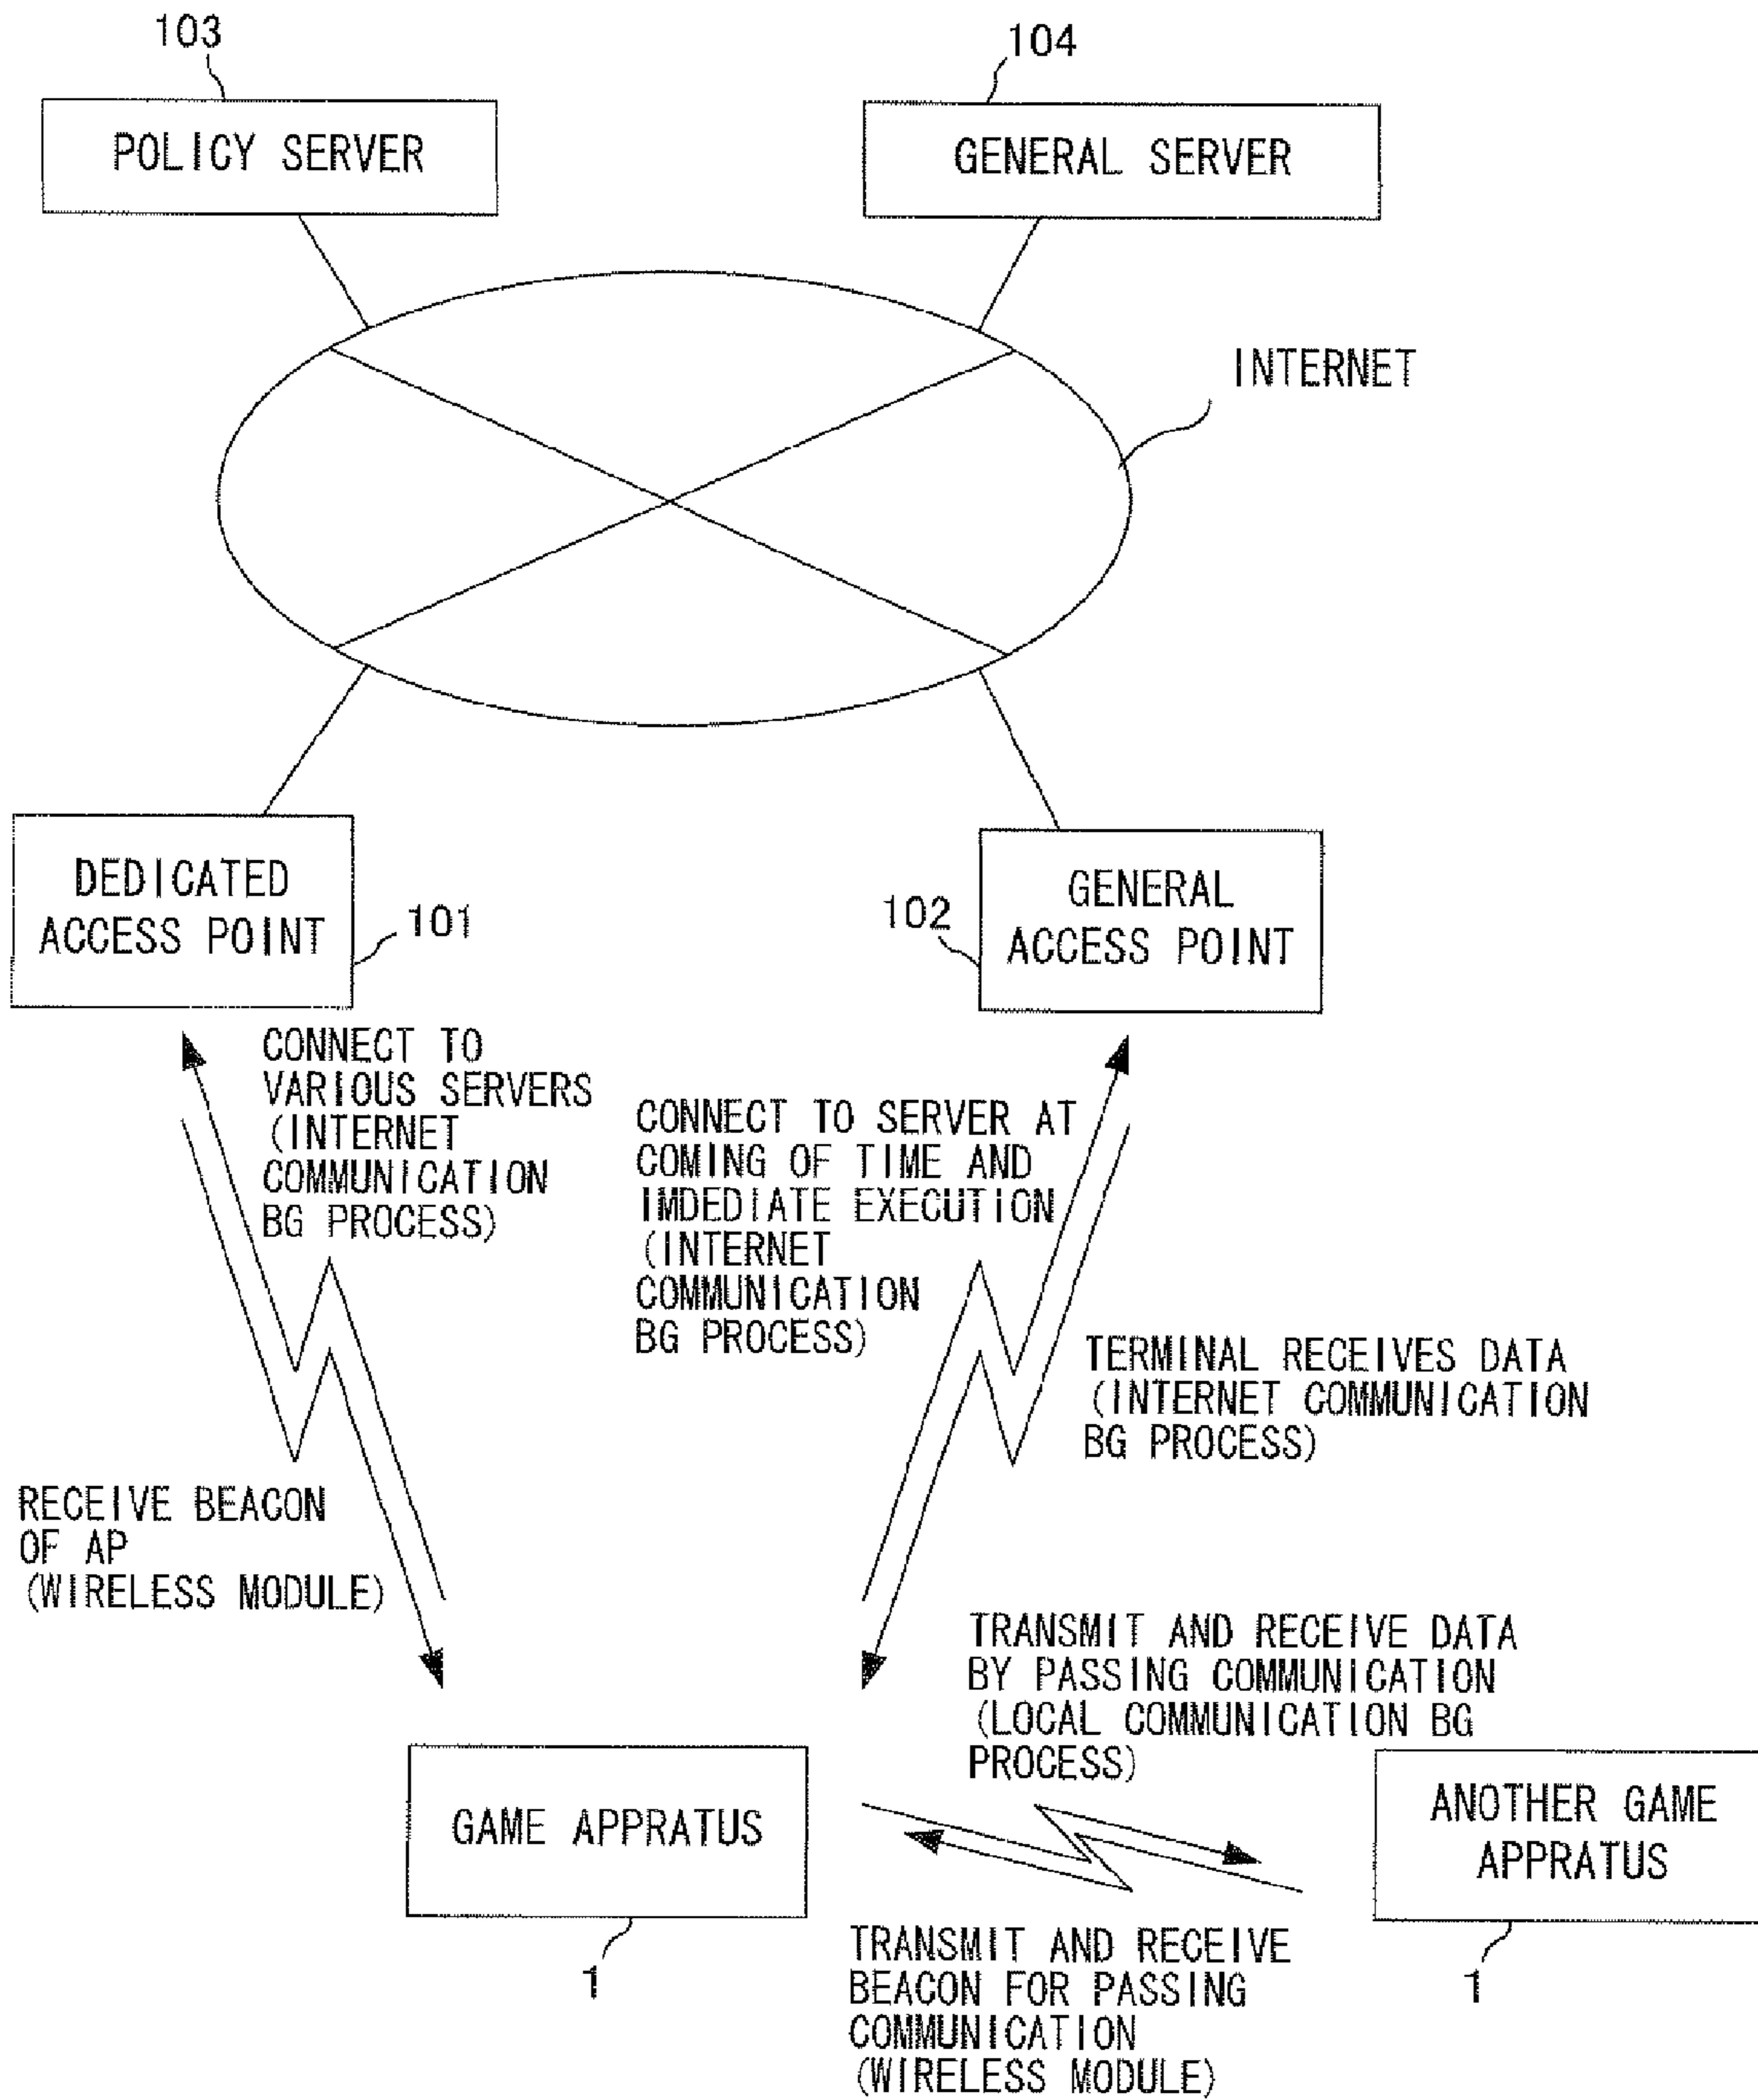 103
104
POLICY SERVER
GENERAL SERVER
INTERNET
DEDICATED
ACCESS POINT
101
GENERAL
ACCESS POINT
102
CONNECT TO
VARIOUS SERVERS
(INTERNET
COMMUNICATION
BG PROCESS)
CONNECT TO SERVER AT
COMING OF TIME AND
IMDEDIATE EXECUTION
(INTERNET
COMMUNICATION
BG PROCESS)
TERMINAL RECEIVES DATA
(INTERNET COMMUNICATION
BG PROCESS)
RECEIVE BEACON
OF AP
(WIRELESS MODULE)
TRANSMIT AND RECEIVE DATA
BY PASSING COMMUNICATION
(LOCAL COMMUNICATION BG
PROCESS)
GAME APPRATUS
1
ANOTHER GAME
APPRATUS
1
TRANSMIT AND RECEIVE
BEACON FOR PASSING
COMMUNICATION
(WIRELESS MODULE)